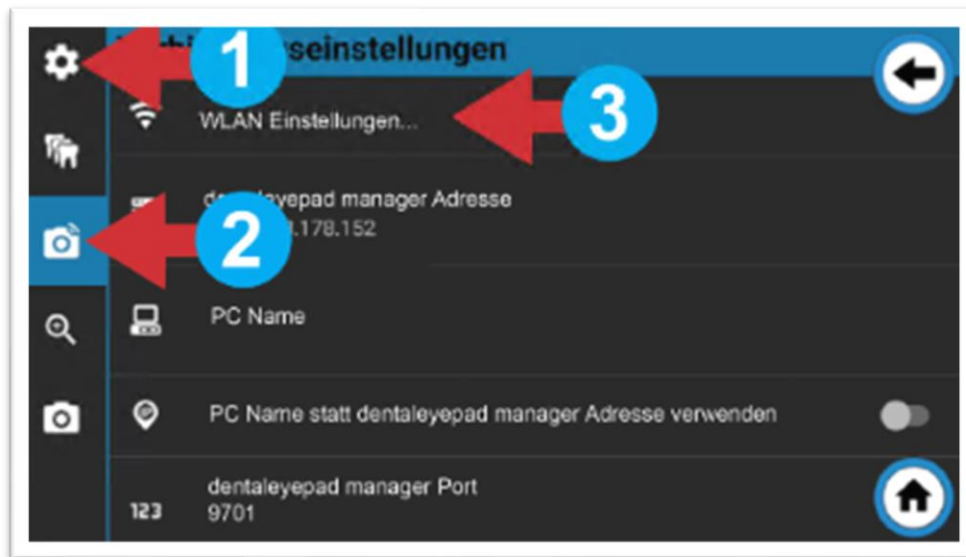 1
seinstellungen
WLAN Einstellungen...
3
dentaleyepad manager Adresse
.178.152
2
PC Name
PC Name statt dentaleyepad manager Adresse verwenden
dentaleyepad manager Port
123
9701